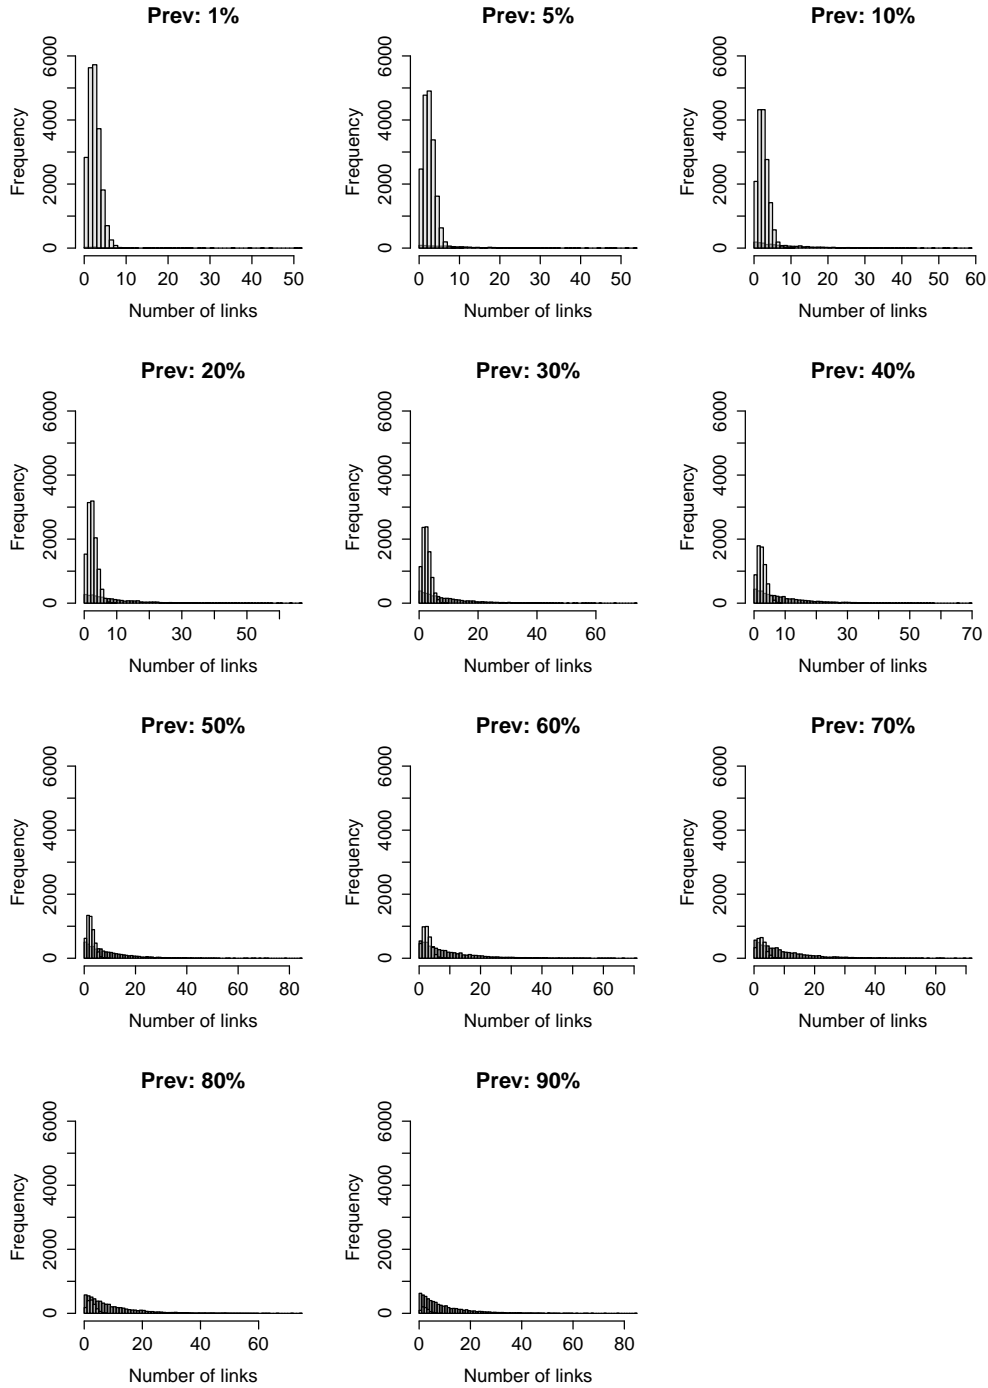 Prev: 1%
Frequency
0 2000 4000 6000
0 10 20 30 40 50
Number of links
Prev: 5%
Frequency
0 2000 4000 6000
0 10 20 30 40 50
Number of links
Prev: 10%
Frequency
0 2000 4000 6000
0 10 20 30 40 50 60
Number of links
Prev: 20%
Frequency
0 2000 4000 6000
0 10 30 50
Number of links
Prev: 30%
Frequency
0 2000 4000 6000
0 20 40 60
Number of links
Prev: 40%
Frequency
0 2000 4000 6000
0 10 30 50 70
Number of links
Prev: 50%
Frequency
0 2000 4000 6000
0 20 40 60 80
Number of links
Prev: 60%
Frequency
0 2000 4000 6000
0 20 40 60
Number of links
Prev: 70%
Frequency
0 2000 4000 6000
0 20 40 60
Number of links
Prev: 80%
Frequency
0 2000 4000 6000
0 20 40 60
Number of links
Prev: 90%
Frequency
0 2000 4000 6000
0 20 40 60 80
Number of links